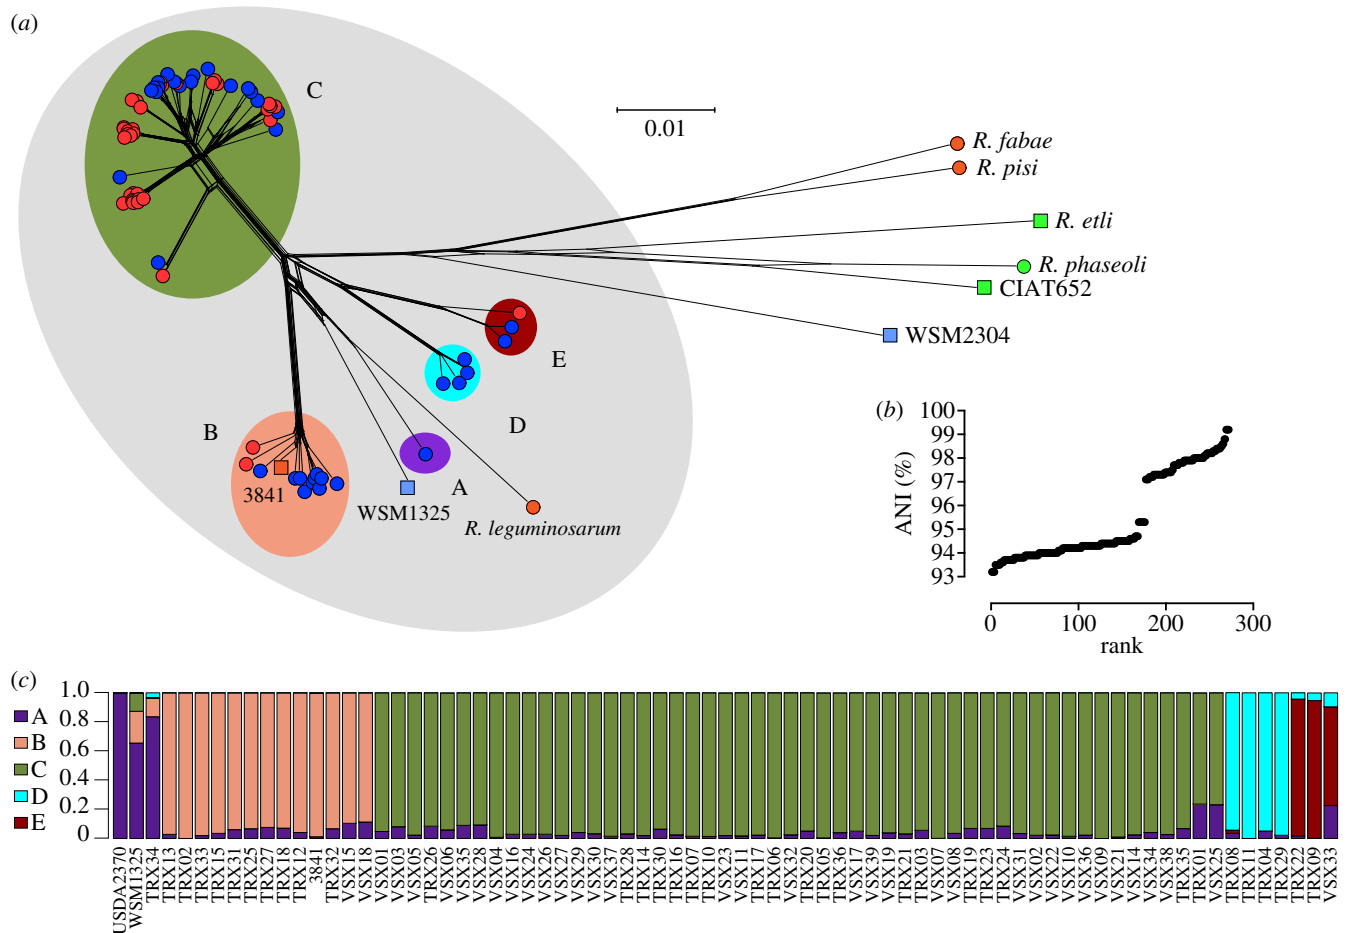 (a)
C
0.01
R. fabae
R. pisi
R. etli
R. phaseoli
CIAT652
WSM2304
E
D
B
3841
A
WSM1325
R. leguminosarum
(b)
100
99
98
97
96
95
94
93
ANI (%)
0 100 200 300
rank
(c)
1.0
0.8
0.6
0.4
0.2
0
A
B
C
D
E
USDA2370
WSM1325
TRX34
TRX13
TRX02
TRX33
TRX15
TRX31
TRX25
TRX27
TRX18
TRX12
3841
TRX32
VSX15
VSX18
VSX01
VSX03
VSX05
TRX26
VSX06
VSX35
VSX28
VSX04
VSX16
VSX24
VSX26
VSX27
VSX29
VSX30
VSX37
TRX28
TRX14
TRX30
TRX16
TRX07
TRX10
VSX23
VSX11
TRX17
TRX06
VSX32
TRX20
TRX05
TRX36
VSX17
VSX39
VSX19
TRX21
TRX03
VSX07
VSX08
TRX19
TRX23
TRX24
VSX31
VSX02
VSX22
VSX10
VSX36
VSX09
VSX21
VSX14
VSX34
VSX38
TRX35
TRX01
VSX25
TRX08
TRX11
TRX04
TRX29
TRX22
TRX09
VSX33